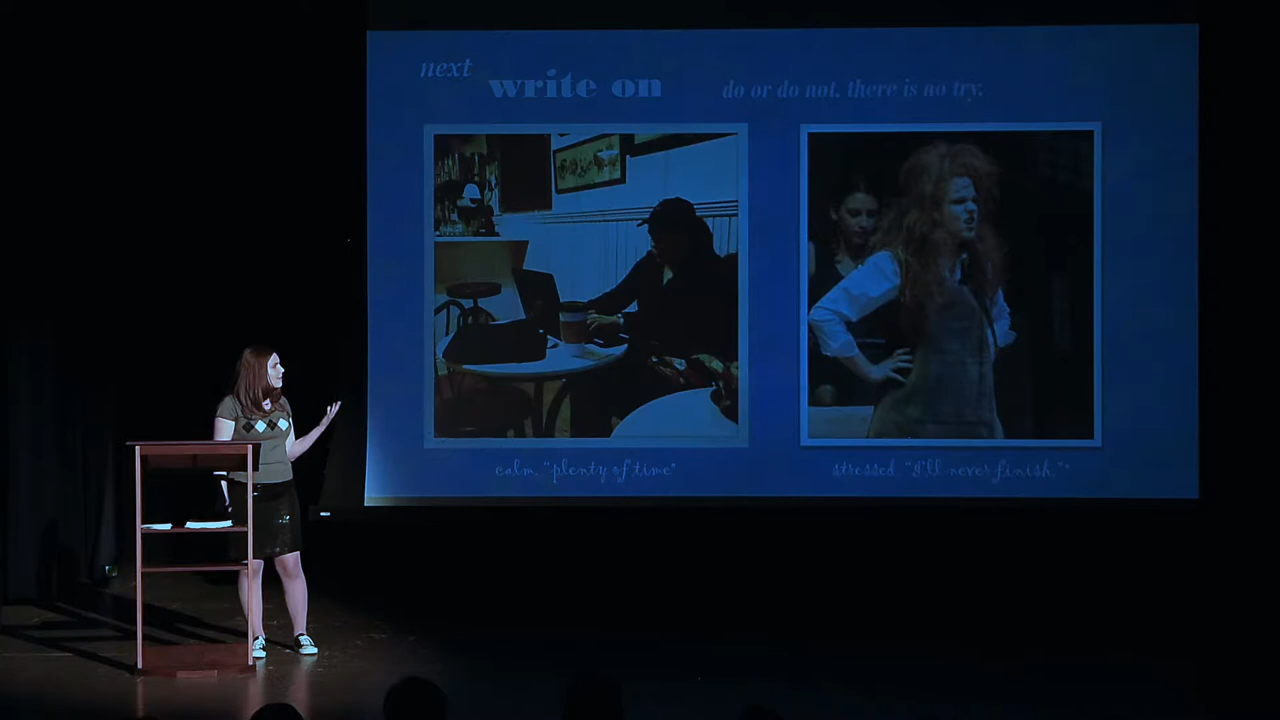 next
write on
do or do not. there is no try.
calm. "plenty of time"
stressed. "I'll never finish."*